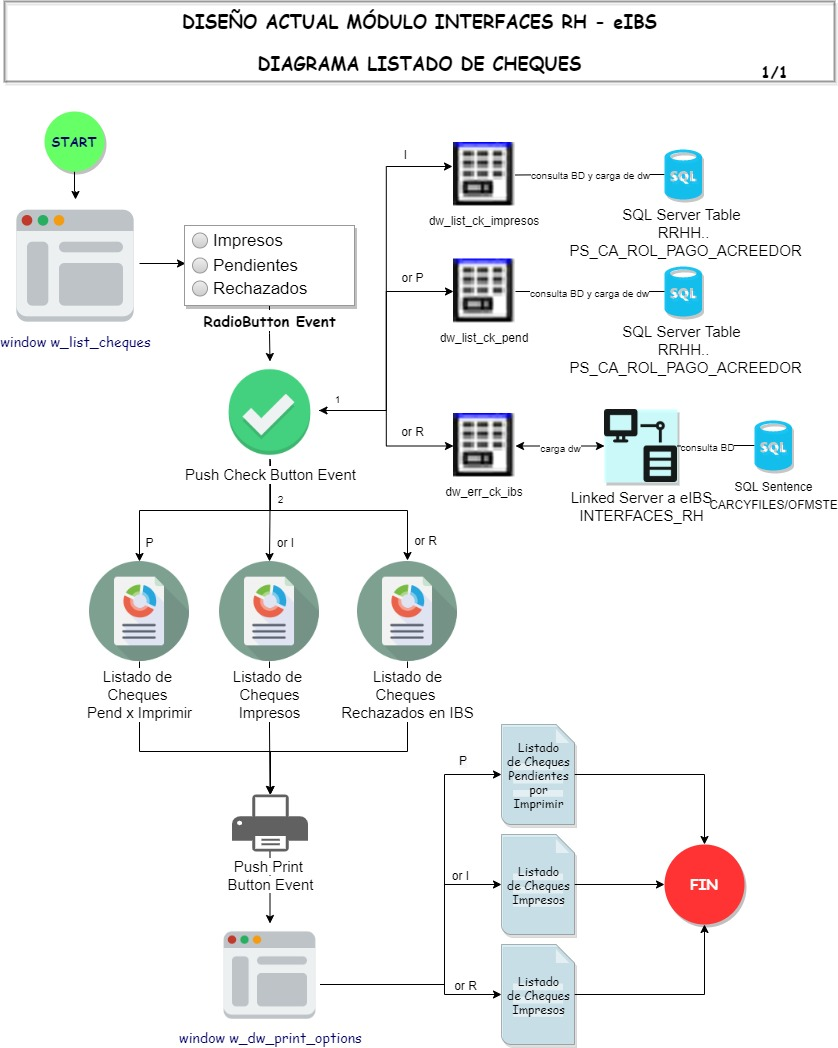 DISEÑO ACTUAL MÓDULO INTERFACES RH - eIBS
DIAGRAMA LISTADO DE CHEQUES
1/1
START
window w_list_cheques
Impresos
Pendientes
Rechazados
RadioButton Event
I
dw_list_ck_impresos
consulta BD y carga de dw
SQL
SQL Server Table
RRHH..
PS_CA_ROL_PAGO_ACREEDOR
or P
dw_list_ck_pend
consulta BD y carga de dw
SQL
SQL Server Table
RRHH..
PS_CA_ROL_PAGO_ACREEDOR
1
or R
dw_err_ck_ibs
carga dw
Linked Server a eIBS
INTERFACES_RH
consulta BD
SQL
SQL Sentence
CARCYFILES/OFMSTE
Push Check Button Event
2
P
or I
or R
Listado de
Cheques
Pend x Imprimir
Listado de
Cheques
Impresos
Listado de
Cheques
Rechazados en IBS
Push Print
Button Event
window w_dw_print_options
P
Listado
de Cheques
Pendientes
por
Imprimir
or I
Listado
de Cheques
Impresos
or R
Listado
de Cheques
Impresos
FIN